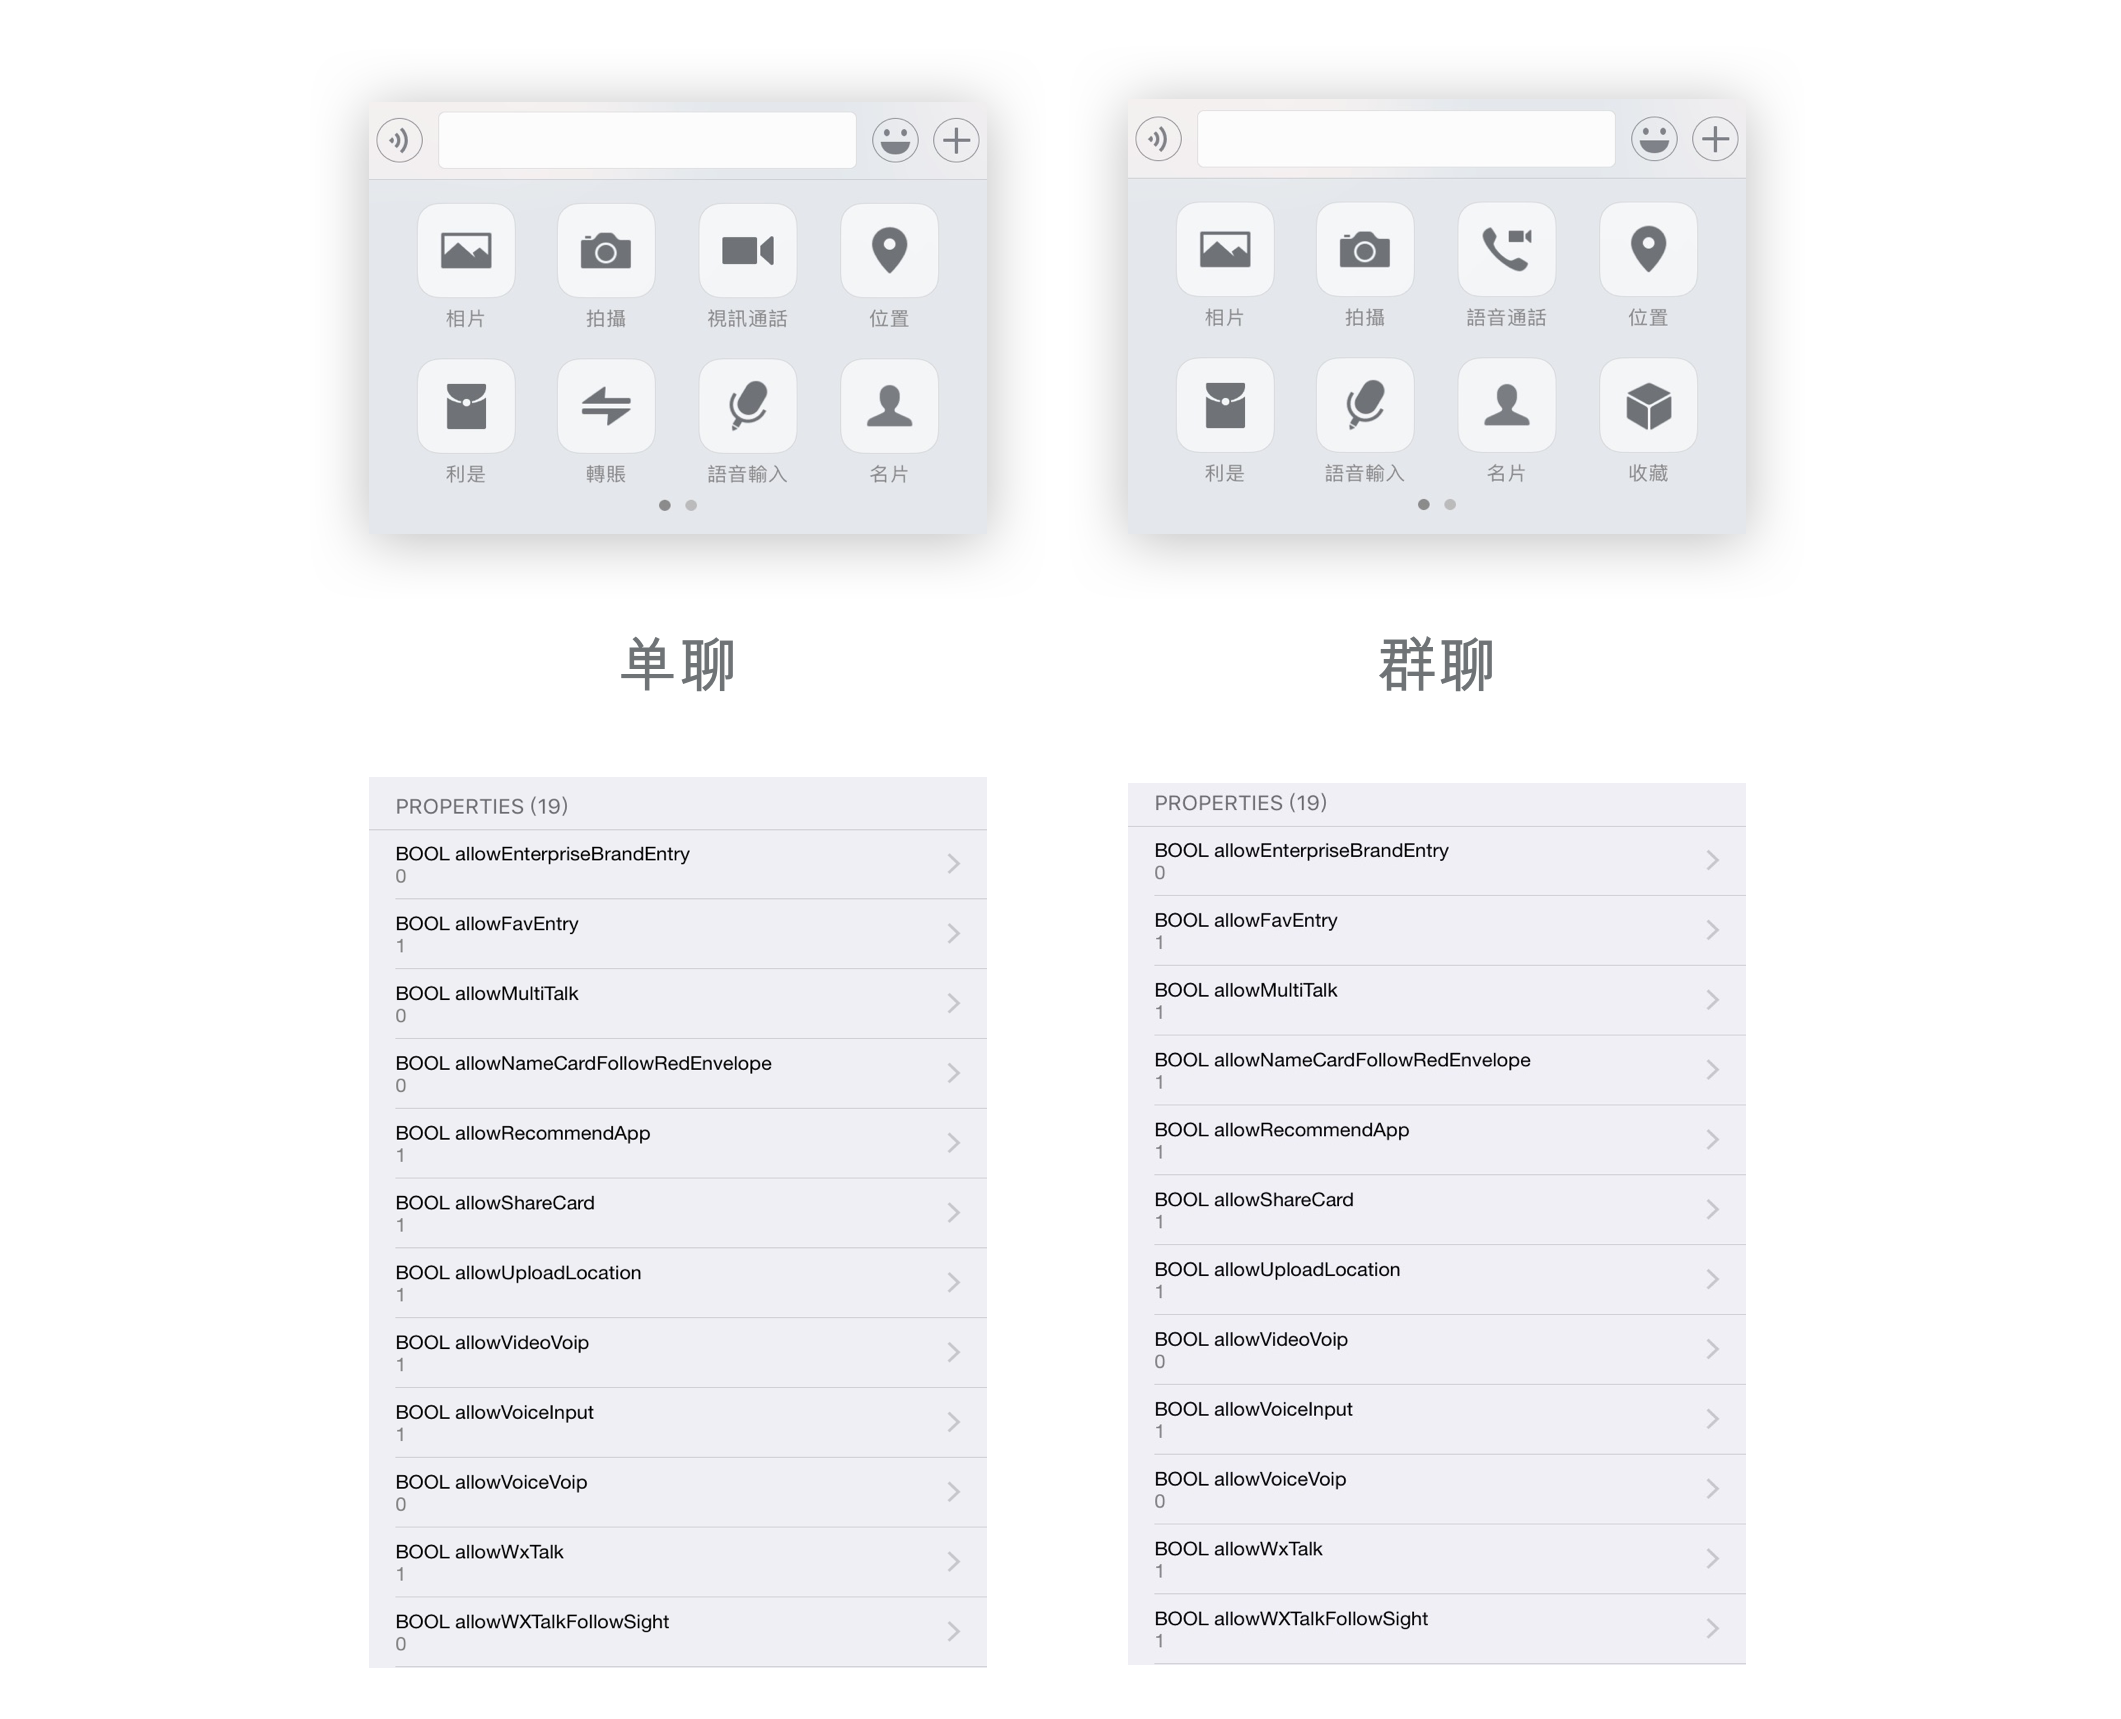 相片 拍攝 視訊通話 位置
利是 轉賬 語音輸入 名片
相片 拍攝 語音通話 位置
利是 語音輸入 名片 收藏
单聊
群聊
PROPERTIES (19)
BOOL allowEnterpriseBrandEntry
0
BOOL allowFavEntry
1
BOOL allowMultiTalk
0
BOOL allowNameCardFollowRedEnvelope
0
BOOL allowRecommendApp
1
BOOL allowShareCard
1
BOOL allowUploadLocation
1
BOOL allowVideoVoip
1
BOOL allowVoiceInput
1
BOOL allowVoiceVoip
0
BOOL allowWxTalk
1
BOOL allowWXTalkFollowSight
0
PROPERTIES (19)
BOOL allowEnterpriseBrandEntry
0
BOOL allowFavEntry
1
BOOL allowMultiTalk
1
BOOL allowNameCardFollowRedEnvelope
1
BOOL allowRecommendApp
1
BOOL allowShareCard
1
BOOL allowUploadLocation
1
BOOL allowVideoVoip
0
BOOL allowVoiceInput
1
BOOL allowVoiceVoip
0
BOOL allowWxTalk
1
BOOL allowWXTalkFollowSight
1